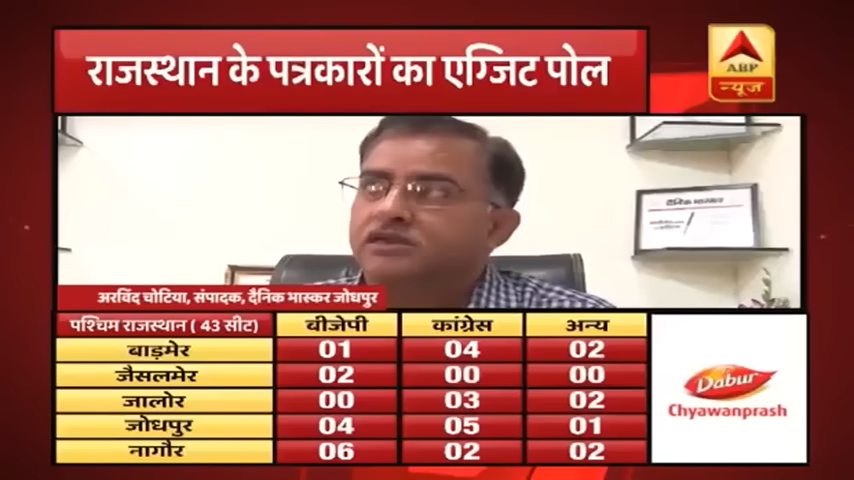 राजस्थान के पत्रकारों का एग्जिट पोल
ABP
न्यूज़
दैनिक भास्कर
अरविंद चोटिया, संपादक, दैनिक भास्कर जोधपुर
पश्चिम राजस्थान ( 43 सीट) बीजेपी कांग्रेस अन्य
बाड़मेर 01 04 02
जैसलमेर 02 00 00
जालोर 00 03 02
जोधपुर 04 05 01
नागौर 06 02 02
Dabur
Chyawanprash